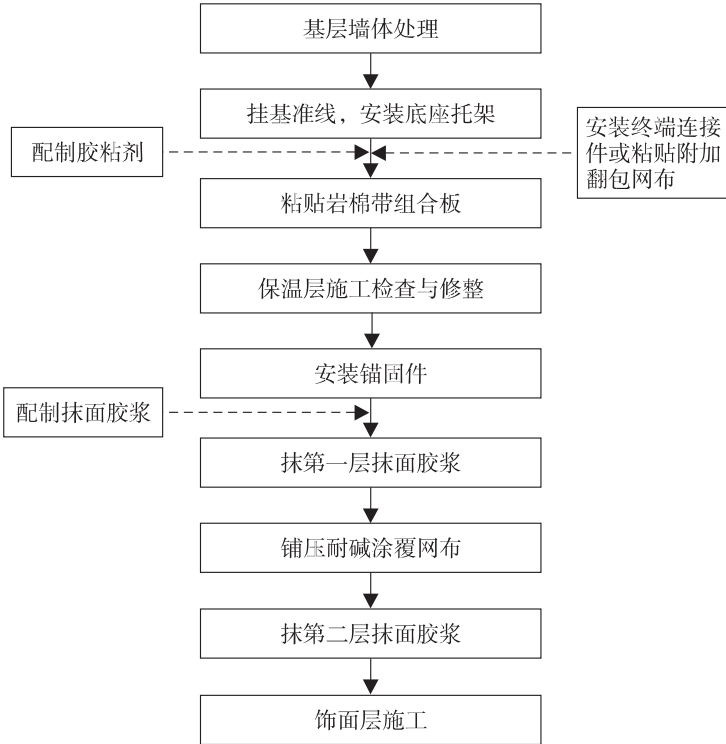 基层墙体处理
挂基准线，安装底座托架
配制胶粘剂
安装终端连接
件或粘贴附加
翻包网布
粘贴岩棉带组合板
保温层施工检查与修整
安装锚固件
配制抹面胶浆
抹第一层抹面胶浆
铺压耐碱涂覆网布
抹第二层抹面胶浆
饰面层施工